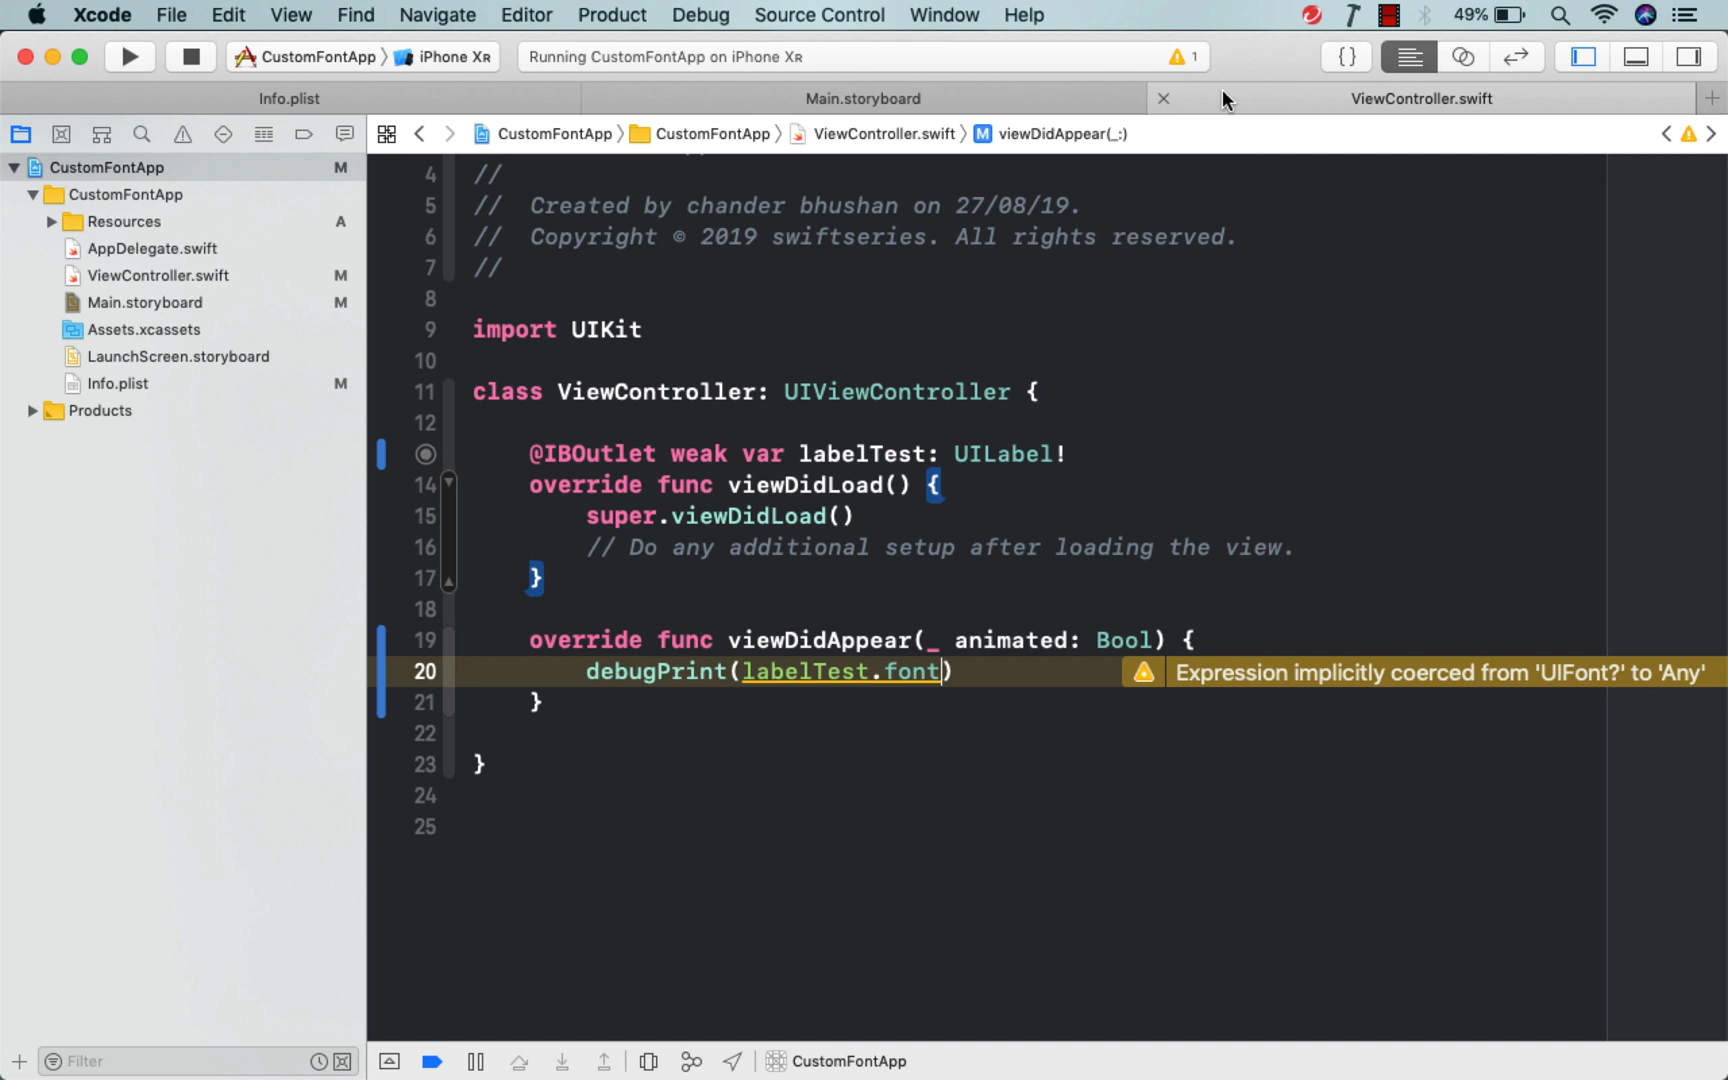 Xcode File Edit View Find Navigate Editor Product Debug Source Control Window Help 49%
CustomFontApp iPhone XR Running CustomFontApp on iPhone XR 1
Info.plist Main.storyboard ViewController.swift
CustomFontApp CustomFontApp ViewController.swift M viewDidAppear(_:)
CustomFontApp M
CustomFontApp
Resources A
AppDelegate.swift
ViewController.swift M
Main.storyboard M
Assets.xcassets
LaunchScreen.storyboard
Info.plist M
Products
4 //
5 // Created by chander bhushan on 27/08/19.
6 // Copyright © 2019 swiftseries. All rights reserved.
7 //
8
9 import UIKit
10
11 class ViewController: UIViewController {
12
@IBOutlet weak var labelTest: UILabel!
14 override func viewDidLoad() {
15 super.viewDidLoad()
16 // Do any additional setup after loading the view.
17 }
18
19 override func viewDidAppear(_ animated: Bool) {
20 debugPrint(labelTest.font) Expression implicitly coerced from 'UIFont?' to 'Any'
21 }
22
23 }
24
25
Filter CustomFontApp